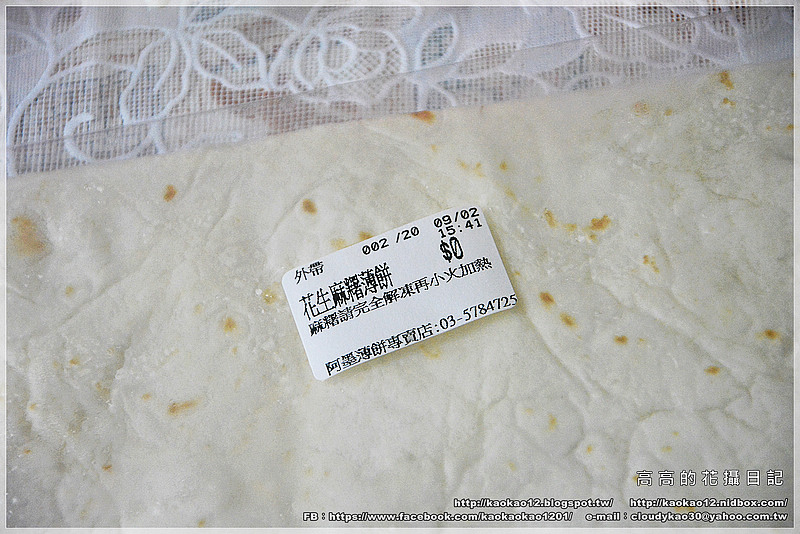 外帶 002 /20 09/02
15:41
花生麻糬薄餅 $0
麻糬請完全解凍再小火加熱
阿墨薄餅專賣店:03-5784725
高高的花攝日記
http://kaokao12.blogspot.tw/ http://kaokao12.nidbox.com/
FB：https://www.facebook.com/kaokaokao1201/ e-mail：cloudykao30@yahoo.com.tw